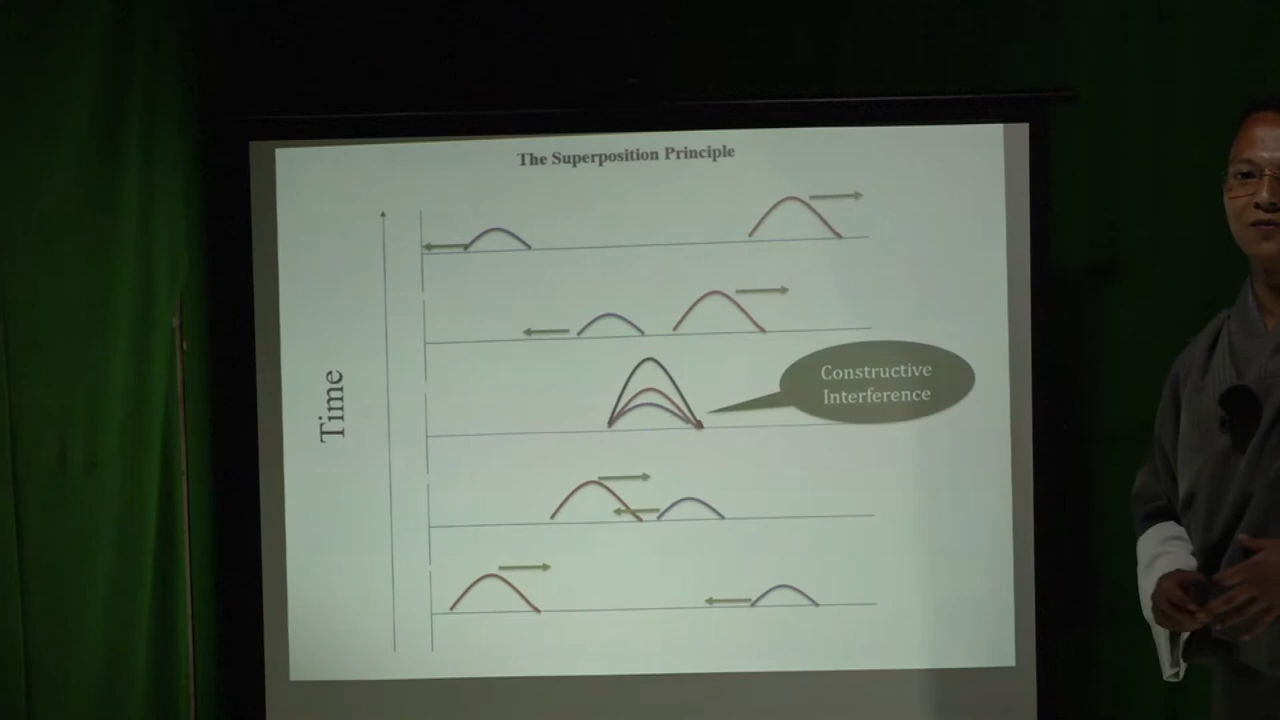 The Superposition Principle
Time
Constructive
Interference